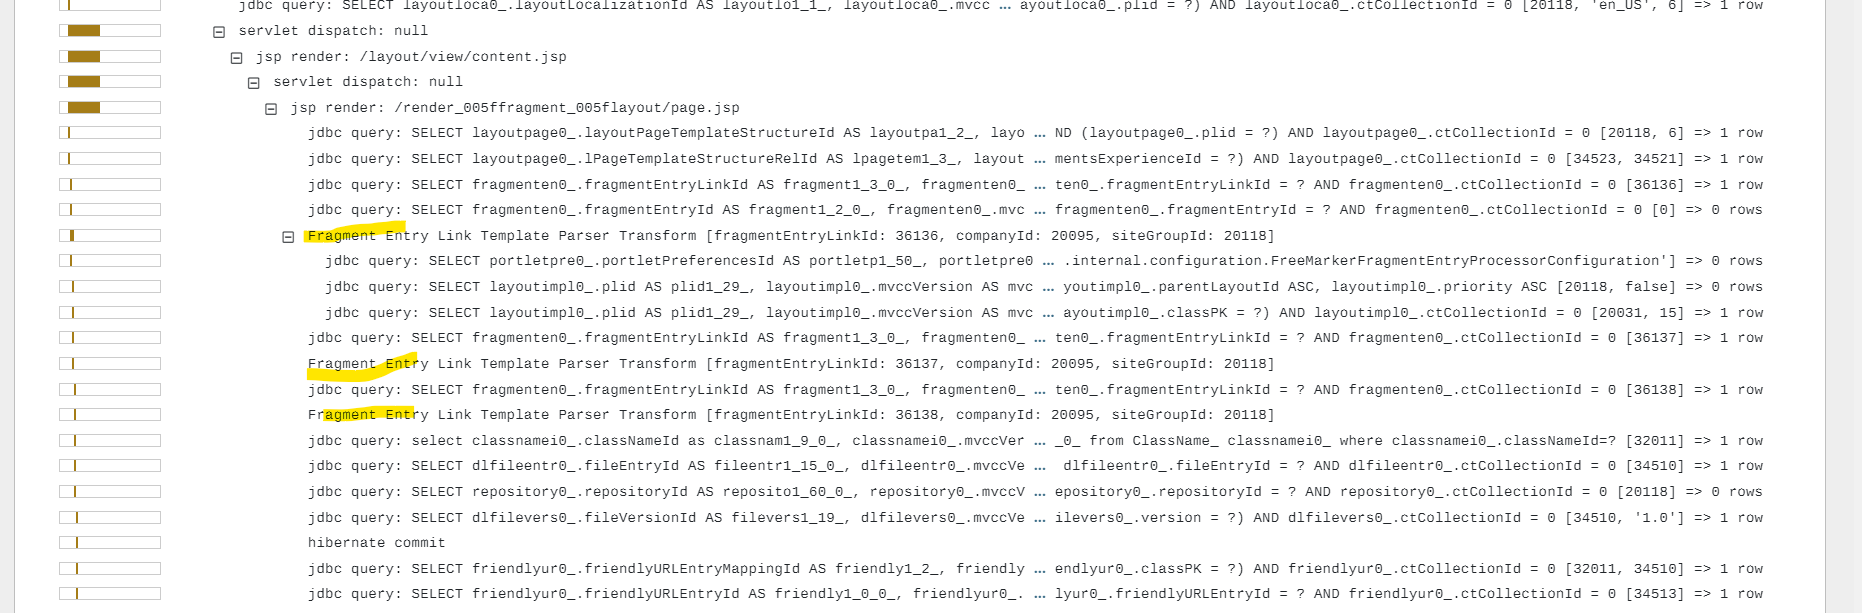 jdbc query: SELECT layoutloca0_.layoutLocalizationId AS layoutlo1_1_, layoutloca0_.mvcc ... ayoutloca0_.plid = ?) AND layoutloca0_.ctCollectionId = 0 [20118, 'en_US', 6] => 1 row
servlet dispatch: null
jsp render: /layout/view/content.jsp
servlet dispatch: null
jsp render: /render_005ffragment_005flayout/page.jsp
jdbc query: SELECT layoutpage0_.layoutPageTemplateStructureId AS layoutpa1_2_, layo ... ND (layoutpage0_.plid = ?) AND layoutpage0_.ctCollectionId = 0 [20118, 6] => 1 row
jdbc query: SELECT layoutpage0_.lPageTemplateStructureRelId AS lpagetem1_3_, layout ... mentsExperienceId = ?) AND layoutpage0_.ctCollectionId = 0 [34523, 34521] => 1 row
jdbc query: SELECT fragmenten0_.fragmentEntryLinkId AS fragment1_3_0_, fragmenten0_ ... ten0_.fragmentEntryLinkId = ? AND fragmenten0_.ctCollectionId = 0 [36136] => 1 row
jdbc query: SELECT fragmenten0_.fragmentEntryId AS fragment1_2_0_, fragmenten0_.mvc ... fragmenten0_.fragmentEntryId = ? AND fragmenten0_.ctCollectionId = 0 [0] => 0 rows
Fragment Entry Link Template Parser Transform [fragmentEntryLinkId: 36136, companyId: 20095, siteGroupId: 20118]
jdbc query: SELECT portletpre0_.portletPreferencesId AS portletp1_50_, portletpre0 ... .internal.configuration.FreeMarkerFragmentEntryProcessorConfiguration'] => 0 rows
jdbc query: SELECT layoutimpl0_.plid AS plid1_29_, layoutimpl0_.mvccVersion AS mvc ... youtimpl0_.parentLayoutId ASC, layoutimpl0_.priority ASC [20118, false] => 0 rows
jdbc query: SELECT layoutimpl0_.plid AS plid1_29_, layoutimpl0_.mvccVersion AS mvc ... ayoutimpl0_.classPK = ?) AND layoutimpl0_.ctCollectionId = 0 [20031, 15] => 1 row
jdbc query: SELECT fragmenten0_.fragmentEntryLinkId AS fragment1_3_0_, fragmenten0_ ... ten0_.fragmentEntryLinkId = ? AND fragmenten0_.ctCollectionId = 0 [36137] => 1 row
Fragment Entry Link Template Parser Transform [fragmentEntryLinkId: 36137, companyId: 20095, siteGroupId: 20118]
jdbc query: SELECT fragmenten0_.fragmentEntryLinkId AS fragment1_3_0_, fragmenten0_ ... ten0_.fragmentEntryLinkId = ? AND fragmenten0_.ctCollectionId = 0 [36138] => 1 row
Fragment Entry Link Template Parser Transform [fragmentEntryLinkId: 36138, companyId: 20095, siteGroupId: 20118]
jdbc query: select classnamei0_.classNameId as classnam1_9_0_, classnamei0_.mvccVer ... _0_ from ClassName_ classnamei0_ where classnamei0_.classNameId=? [32011] => 1 row
jdbc query: SELECT dlfileentr0_.fileEntryId AS fileentr1_15_0_, dlfileentr0_.mvccVe ... dlfileentr0_.fileEntryId = ? AND dlfileentr0_.ctCollectionId = 0 [34510] => 1 row
jdbc query: SELECT repository0_.repositoryId AS reposito1_60_0_, repository0_.mvccV ... epository0_.repositoryId = ? AND repository0_.ctCollectionId = 0 [20118] => 0 rows
jdbc query: SELECT dlfilevers0_.fileVersionId AS filevers1_19_, dlfilevers0_.mvccVe ... ilevers0_.version = ?) AND dlfilevers0_.ctCollectionId = 0 [34510, '1.0'] => 1 row
hibernate commit
jdbc query: SELECT friendlyur0_.friendlyURLEntryMappingId AS friendly1_2_, friendly ... endlyur0_.classPK = ?) AND friendlyur0_.ctCollectionId = 0 [32011, 34510] => 1 row
jdbc query: SELECT friendlyur0_.friendlyURLEntryId AS friendly1_0_0_, friendlyur0_. ... lyur0_.friendlyURLEntryId = ? AND friendlyur0_.ctCollectionId = 0 [34513] => 1 row